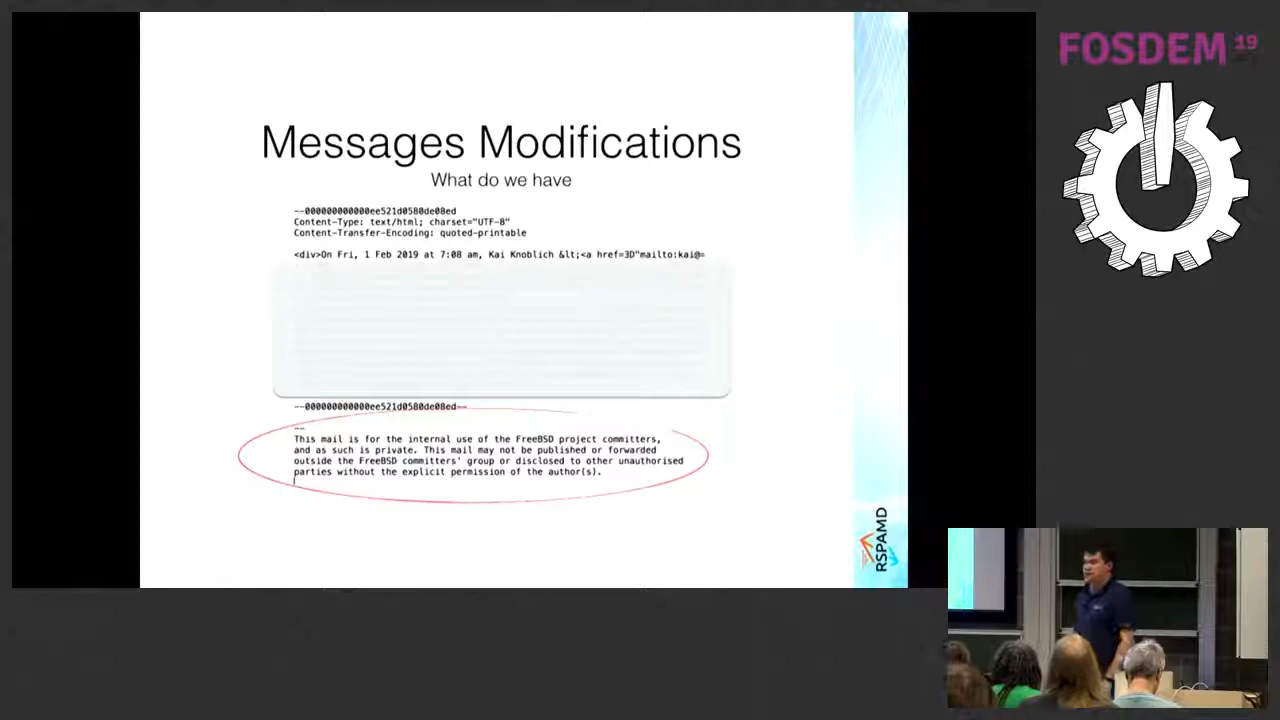 FOSDEM 19
Messages Modifications
What do we have
--000000000000ee521d0580de08ed
Content-Type: text/html; charset="UTF-8"
Content-Transfer-Encoding: quoted-printable
<div>On Fri, 1 Feb 2019 at 7:08 am, Kai Knoblich &lt;<a href=3D"mailto:kai@=
--000000000000ee521d0580de08ed--
--
This mail is for the internal use of the FreeBSD project committers,
and as such is private. This mail may not be published or forwarded
outside the FreeBSD committers' group or disclosed to other unauthorised
parties without the explicit permission of the author(s).
RSPAMD